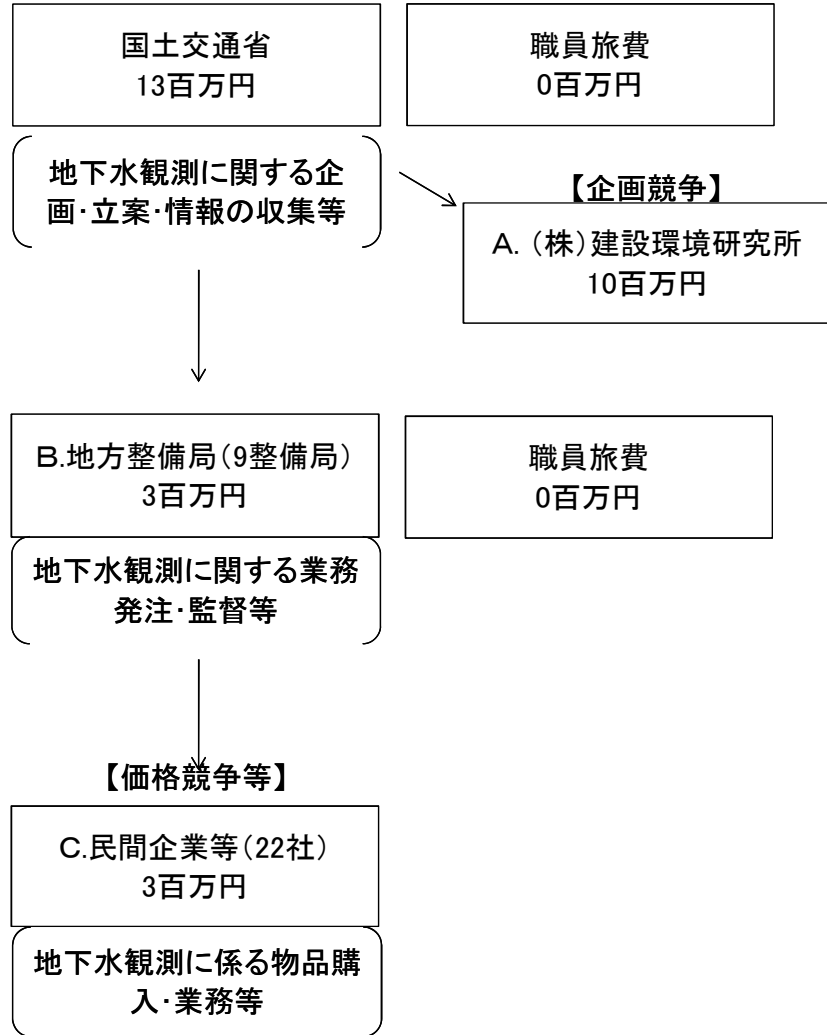 国土交通省
13百万円
職員旅費
0百万円
地下水観測に関する企
画・立案・情報の収集等
【企画競争】
A.（株）建設環境研究所
10百万円
B.地方整備局（9整備局）
3百万円
職員旅費
0百万円
地下水観測に関する業務
発注・監督等
【価格競争等】
C.民間企業等（22社）
3百万円
地下水観測に係る物品購
入・業務等